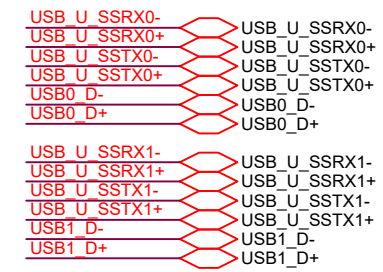 USB_U_SSRX0- USB_U_SSRX0-
USB_U_SSRX0+ USB_U_SSRX0+
USB_U_SSTX0- USB_U_SSTX0-
USB_U_SSTX0+ USB_U_SSTX0+
USB0_D- USB0_D-
USB0_D+ USB0_D+
USB_U_SSRX1- USB_U_SSRX1-
USB_U_SSRX1+ USB_U_SSRX1+
USB_U_SSTX1- USB_U_SSTX1-
USB_U_SSTX1+ USB_U_SSTX1+
USB1_D- USB1_D-
USB1_D+ USB1_D+